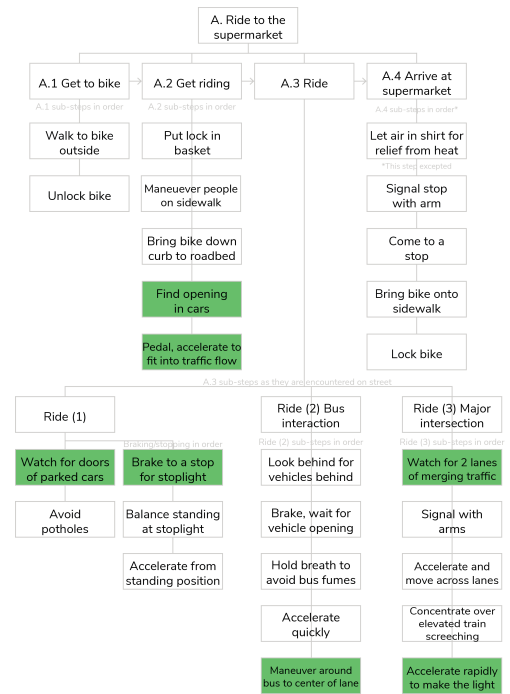 A. Ride to the
supermarket
A.1 Get to bike
A.2 Get riding
A.3 Ride
A.4 Arrive at
supermarket
A.1 sub-steps in order
A.2 sub-steps in order
A.4 sub-steps in order*
Walk to bike
outside
Put lock in
basket
Let air in shirt for
relief from heat
*This step excepted
Unlock bike
Maneuever people
on sidewalk
Signal stop
with arm
Bring bike down
curb to roadbed
Come to a
stop
Find opening
in cars
Bring bike onto
sidewalk
Pedal, accelerate to
fit into traffic flow
Lock bike
A.3 sub-steps as they are encountered on street
Ride (1)
Ride (2) Bus
interaction
Ride (3) Major
intersection
Braking/stopping in order
Ride (2) sub-steps in order
Ride (3) sub-steps in order
Watch for doors
of parked cars
Brake to a stop
for stoplight
Look behind for
vehicles behind
Watch for 2 lanes
of merging traffic
Avoid
potholes
Balance standing
at stoplight
Brake, wait for
vehicle opening
Signal with
arms
Accelerate from
standing position
Hold breath to
avoid bus fumes
Accelerate and
move across lanes
Accelerate
quickly
Concentrate over
elevated train
screeching
Maneuver around
bus to center of lane
Accelerate rapidly
to make the light